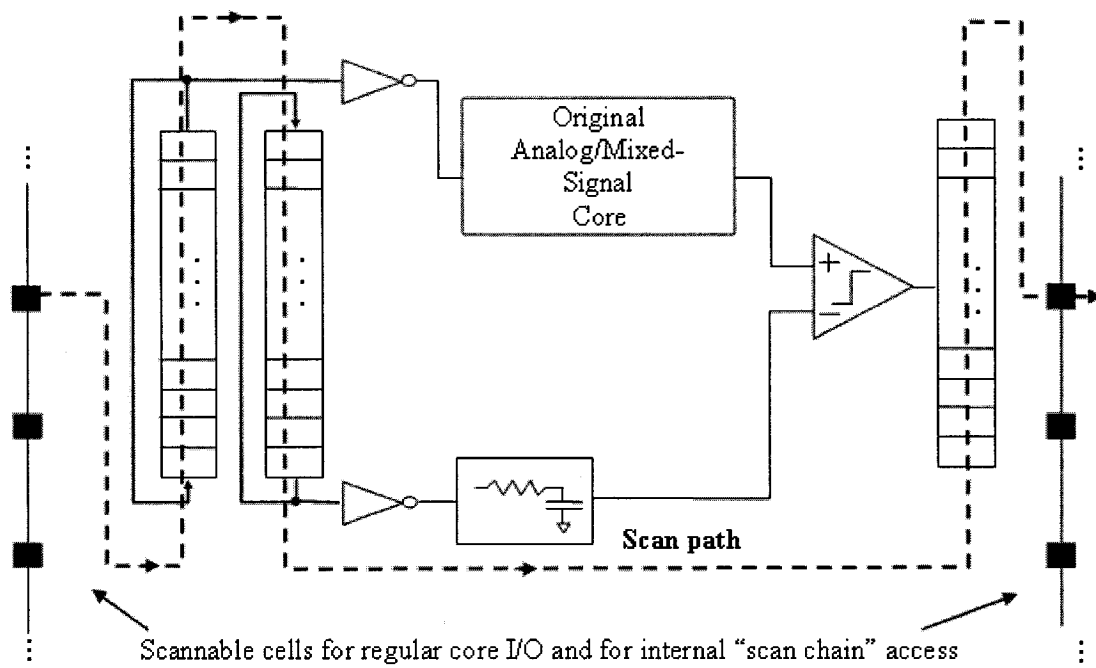 Original
Analog/Mixed-
Signal
Core
+
−
Scan path
Scannable cells for regular core I/O and for internal “scan chain” access